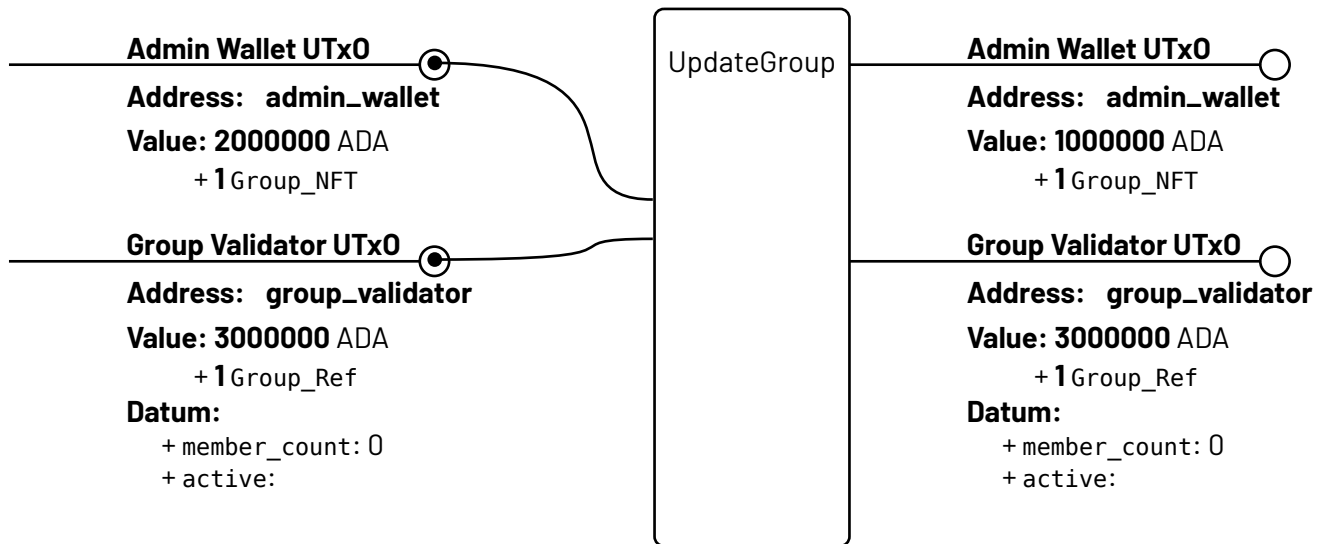 Admin Wallet UTxO
Address: admin_wallet
Value: 2000000 ADA
+ 1 Group_NFT
Group Validator UTxO
Address: group_validator
Value: 3000000 ADA
+ 1 Group_Ref
Datum:
+ member_count: 0
+ active:
UpdateGroup
Admin Wallet UTxO
Address: admin_wallet
Value: 1000000 ADA
+ 1 Group_NFT
Group Validator UTxO
Address: group_validator
Value: 3000000 ADA
+ 1 Group_Ref
Datum:
+ member_count: 0
+ active: